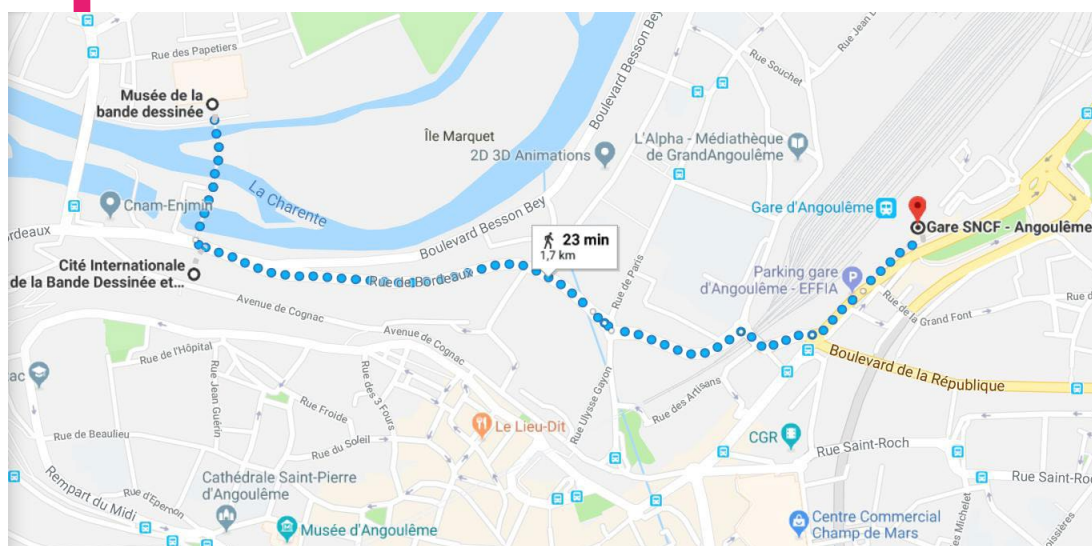 Rue des Papetiers
Musée de la
bande dessinée
Île Marquet
2D 3D Animations
Boulevard Besson Bey
Rue Souchet
Rue Jean
L'Alpha - Médiathèque
de GrandAngoulême
La Charente
Cnam-Enjmin
Gare d'Angoulême
Gare SNCF - Angoulême
Boulevard Besson Bey
23 min
1,7 km
Cité Internationale
de la Bande Dessinée et...
Rue de Bordeaux
Rue de Paris
Parking gare
d'Angoulême - EFFIA
P
Rue de la Grand Font
Avenue de Cognac
Avenue de Cognac
Rue de l'Hôpital
Boulevard de la République
Rue Jean Guérin
Rue des 3 Fours
Rue Froide
Rue Ulysse Gayon
Rue des Artisans
Le Lieu-Dit
CGR
Rue de Beaulieu
Rue du Soleil
Rue Saint-Roch
Rue Saint-Roch
Cathédrale Saint-Pierre
d'Angoulême
Rempart du Midi
Rue d'Epernon
Musée d'Angoulême
Centre Commercial
Champ de Mars